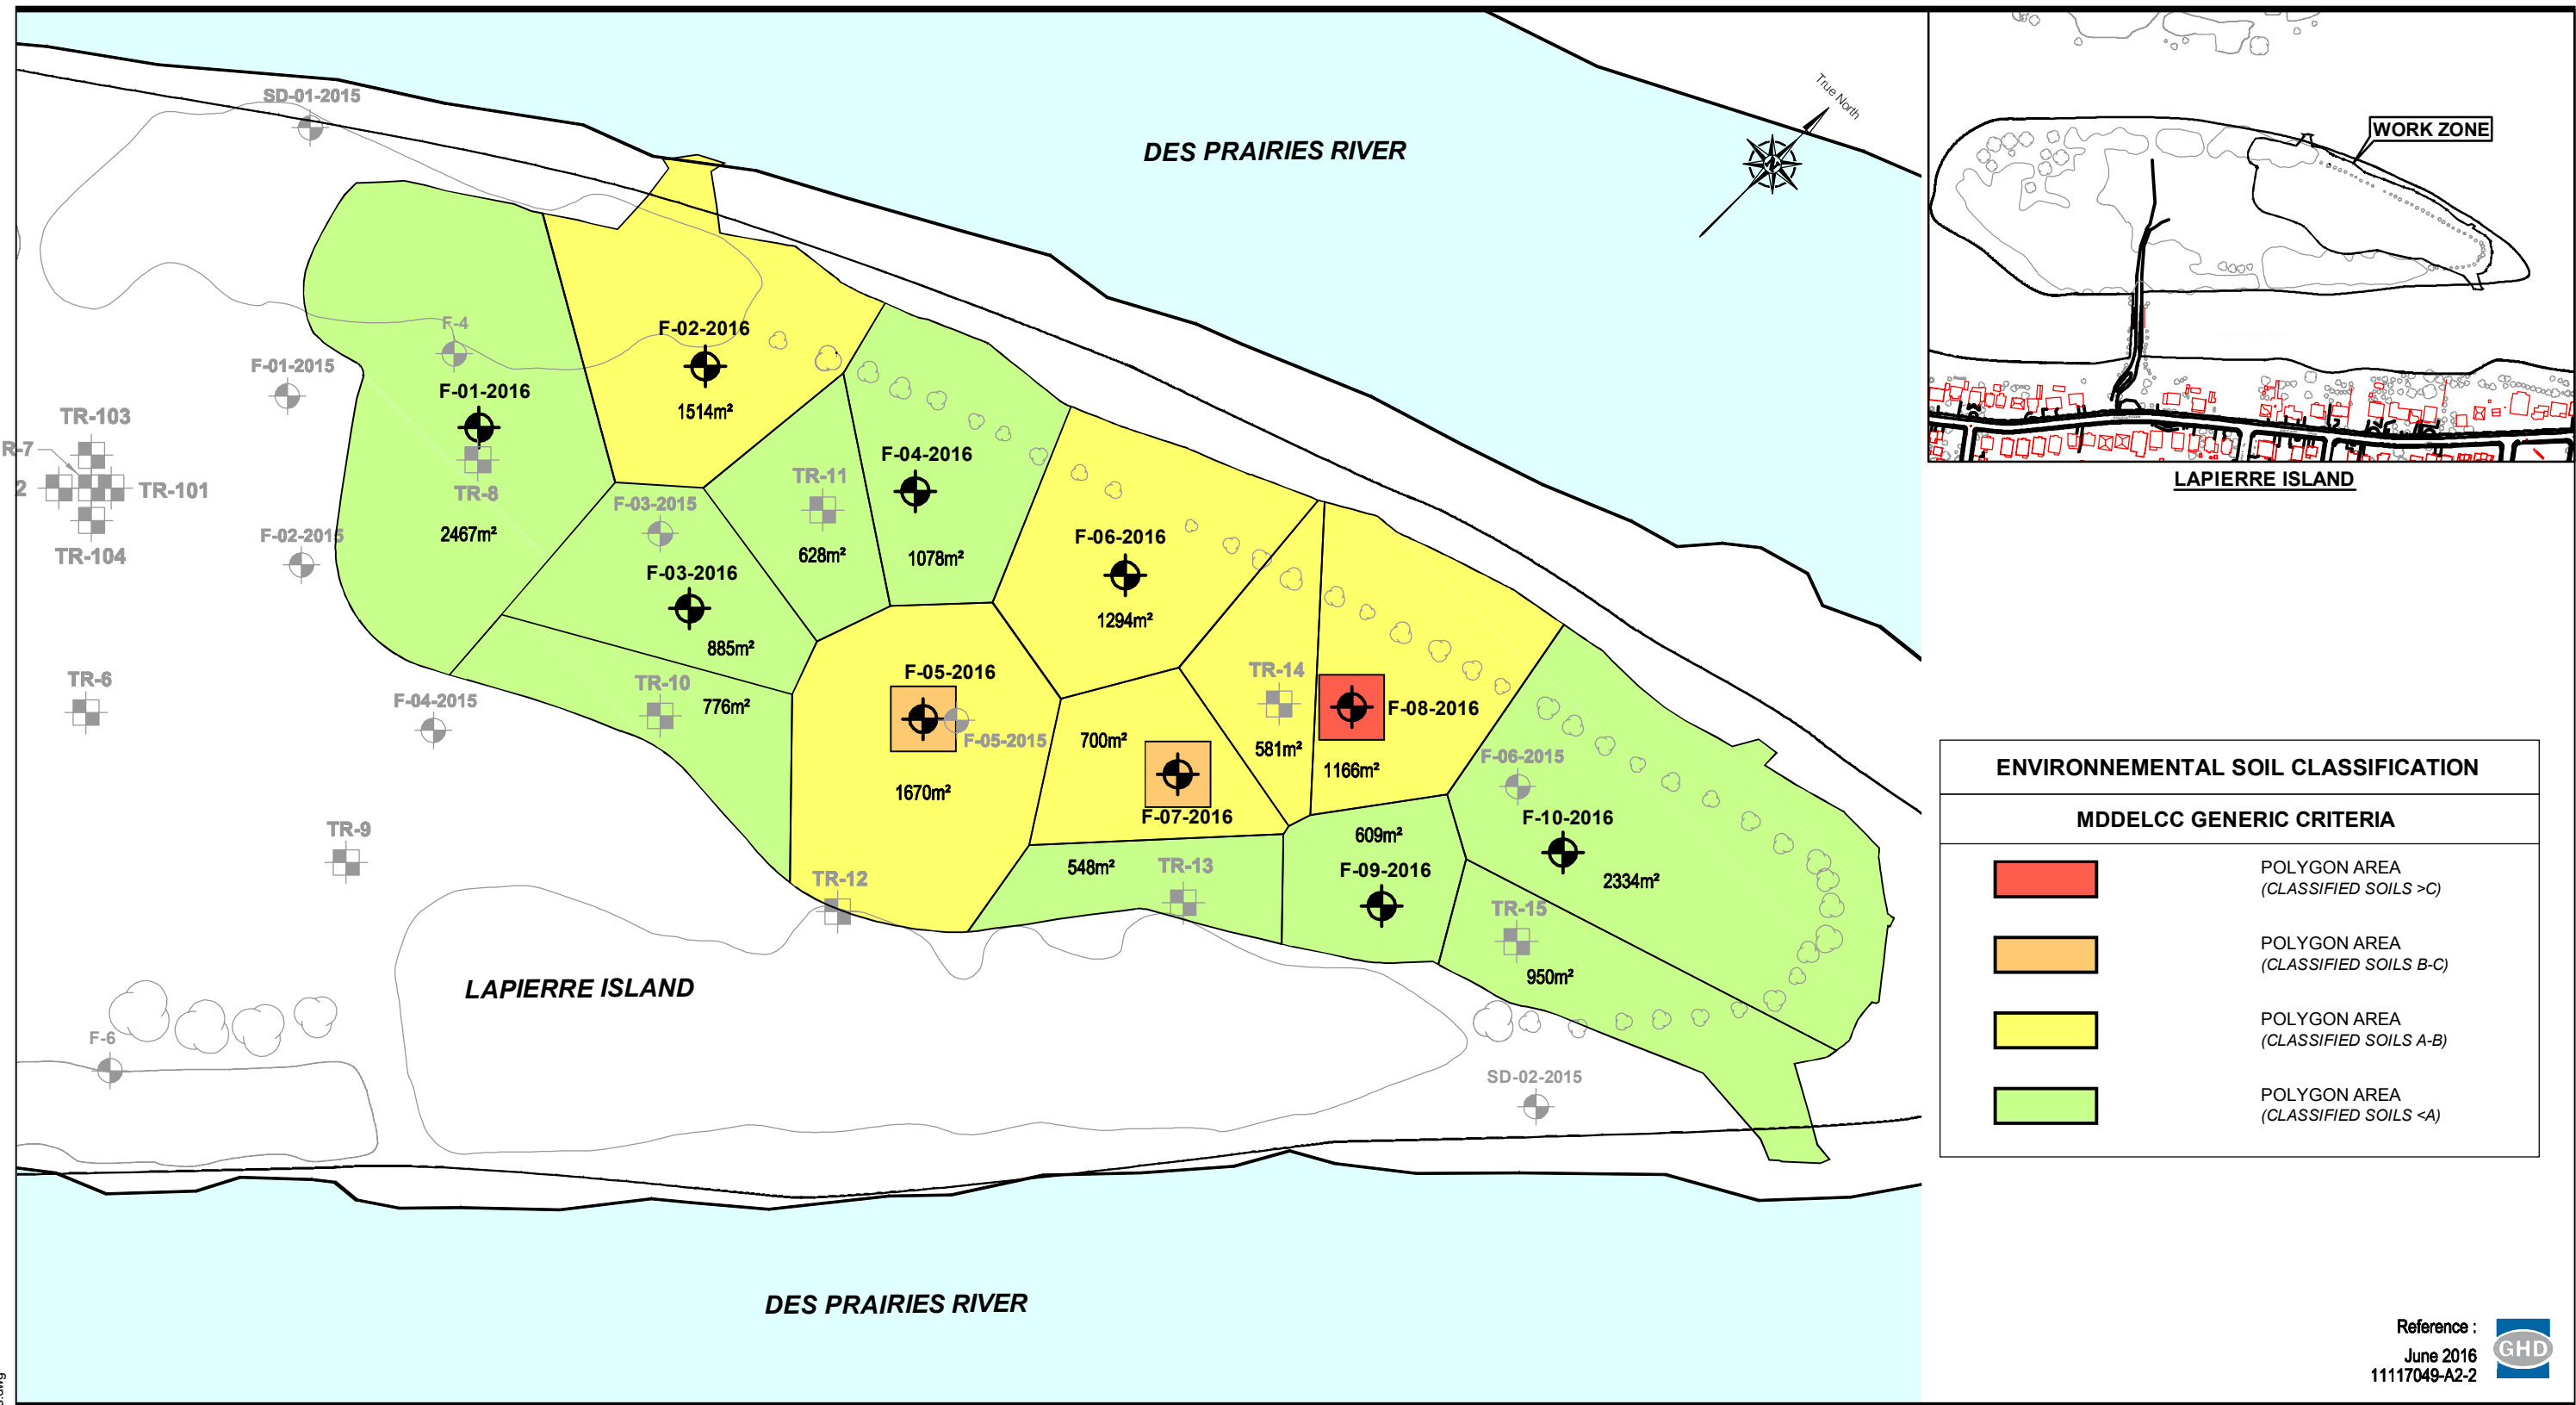 SD-01-2015
DES PRAIRIES RIVER
True North
WORK ZONE
LAPIERRE ISLAND
F-4
F-01-2015
F-01-2016
TR-103
R-7
2
TR-101
TR-104
TR-8
2467m²
F-02-2015
F-02-2016
1514m²
F-03-2015
F-03-2016
885m²
TR-11
628m²
F-04-2016
1078m²
F-06-2016
1294m²
TR-6
F-04-2015
TR-10
776m²
F-05-2016
F-05-2015
1670m²
700m²
F-07-2016
TR-14
581m²
F-08-2016
1166m²
F-06-2015
F-10-2016
2334m²
TR-9
TR-12
548m²
TR-13
609m²
F-09-2016
TR-15
950m²
LAPIERRE ISLAND
F-6
SD-02-2015
DES PRAIRIES RIVER
ENVIRONNEMENTAL SOIL CLASSIFICATION
MDDELCC GENERIC CRITERIA
POLYGON AREA
(CLASSIFIED SOILS >C)
POLYGON AREA
(CLASSIFIED SOILS B-C)
POLYGON AREA
(CLASSIFIED SOILS A-B)
POLYGON AREA
(CLASSIFIED SOILS <A)
Reference :
June 2016
11117049-A2-2
GHD